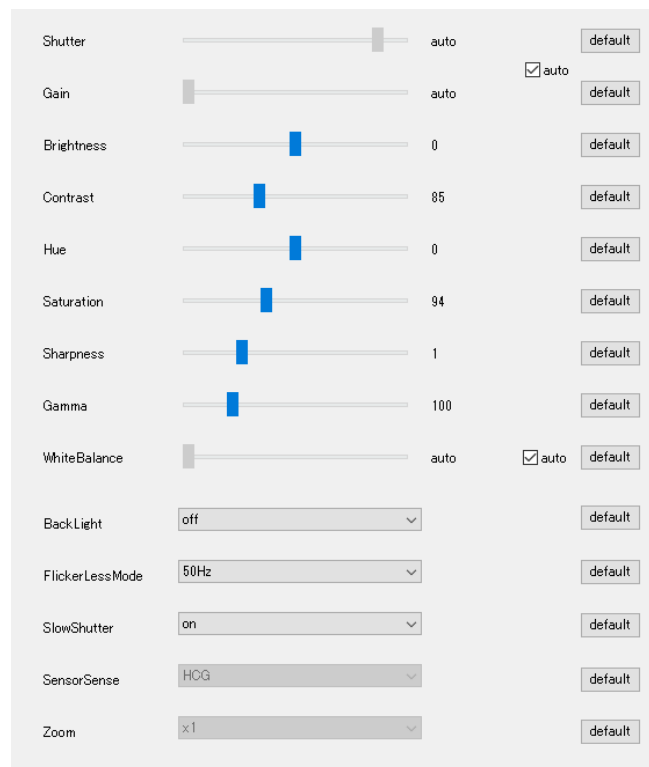 Shutter auto default
auto
Gain auto default
Brightness 0 default
Contrast 85 default
Hue 0 default
Saturation 94 default
Sharpness 1 default
Gamma 100 default
WhiteBalance auto auto default
BackLight off default
FlickerLessMode 50Hz default
SlowShutter on default
SensorSense HCG default
Zoom x1 default